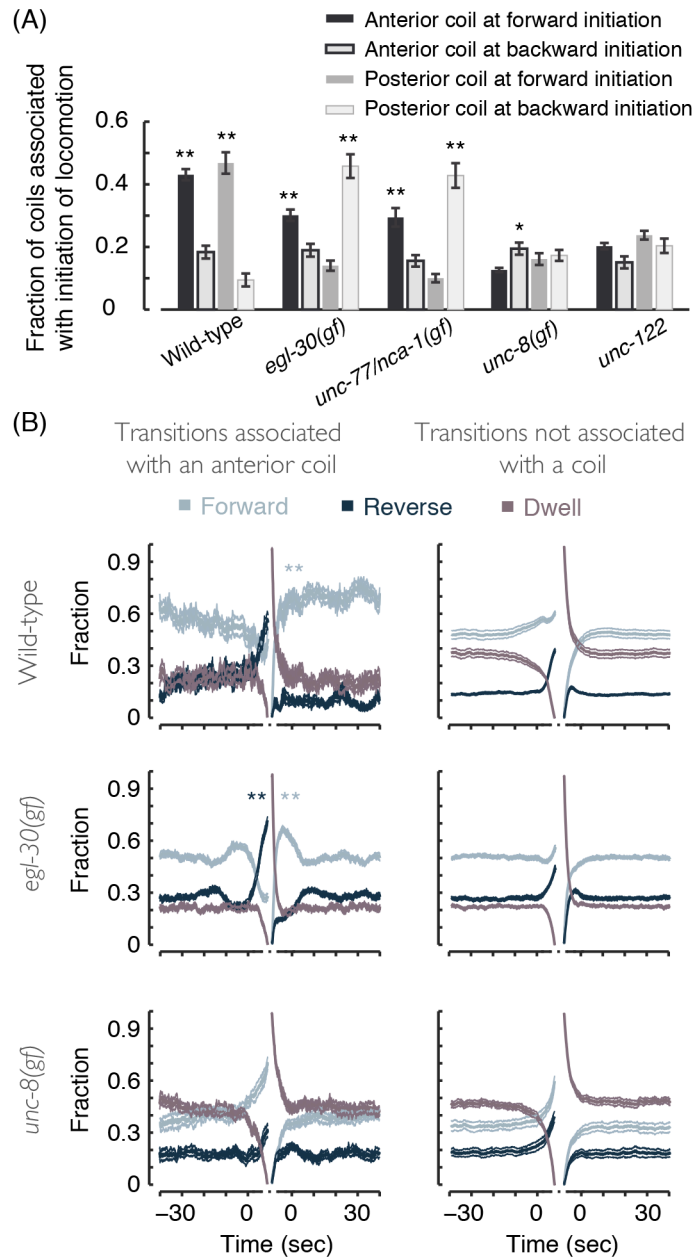 (A)
Anterior coil at forward initiation
Anterior coil at backward initiation
Posterior coil at forward initiation
Posterior coil at backward initiation
Fraction of coils associated
with initiation of locomotion
0.6
0.4
0.2
0
**
**
**
**
**
**
*
Wild-type
egl-30(gf)
unc-77/nca-1(gf)
unc-8(gf)
unc-122
(B)
Transitions associated
with an anterior coil
Transitions not associated
with a coil
Forward
Reverse
Dwell
Wild-type
Fraction
0.9
0.6
0.3
0
**
egl-30(gf)
Fraction
0.9
0.6
0.3
0
**
**
unc-8(gf)
Fraction
0.9
0.6
0.3
0
–30 0 0 30
Time (sec)
–30 0 0 30
Time (sec)